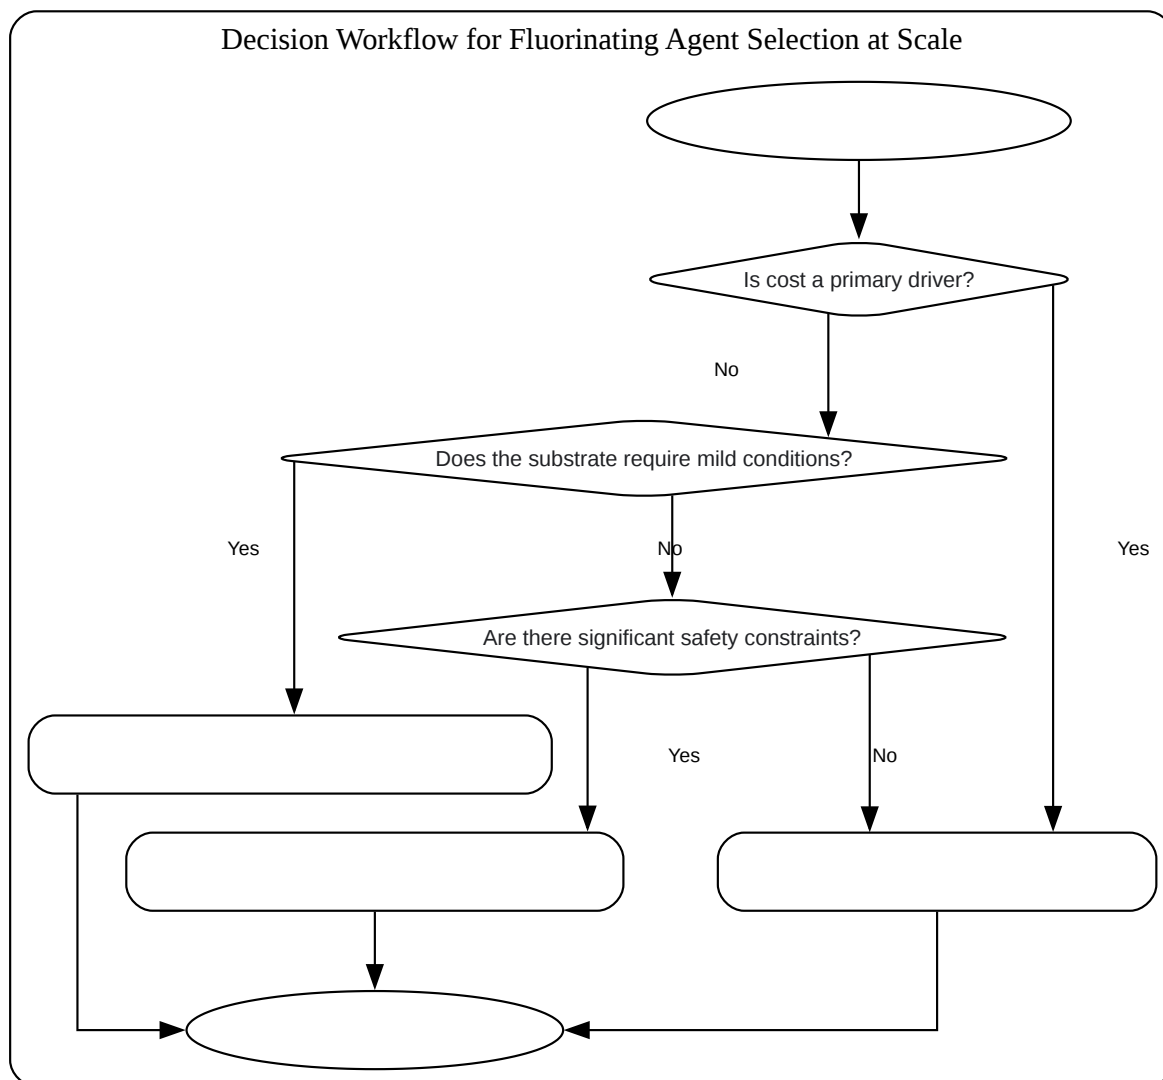 Decision Workflow for Fluorinating Agent Selection at Scale
Is cost a primary driver?
No
Does the substrate require mild conditions?
Yes
No
Yes
Are there significant safety constraints?
Yes
No